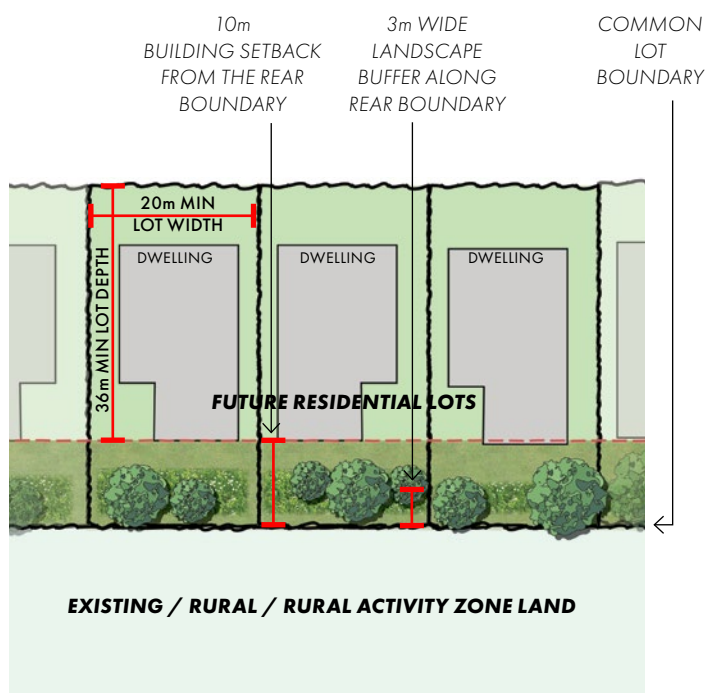 10m
BUILDING SETBACK
FROM THE REAR
BOUNDARY
3m WIDE
LANDSCAPE
BUFFER ALONG
REAR BOUNDARY
COMMON
LOT
BOUNDARY
20m MIN
LOT WIDTH
36m MIN LOT DEPTH
DWELLING
DWELLING
DWELLING
FUTURE RESIDENTIAL LOTS
EXISTING / RURAL / RURAL ACTIVITY ZONE LAND